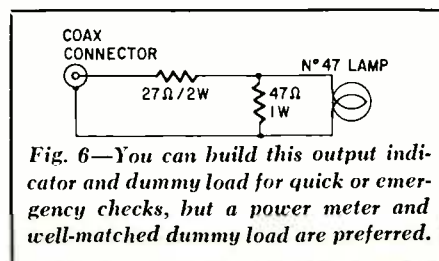 COAX
CONNECTOR
27Ω/2W
47Ω
1W
Nº47 LAMP
Fig. 6—You can build this output indi-
cator and dummy load for quick or emer-
gency checks, but a power meter and
well-matched dummy load are preferred.